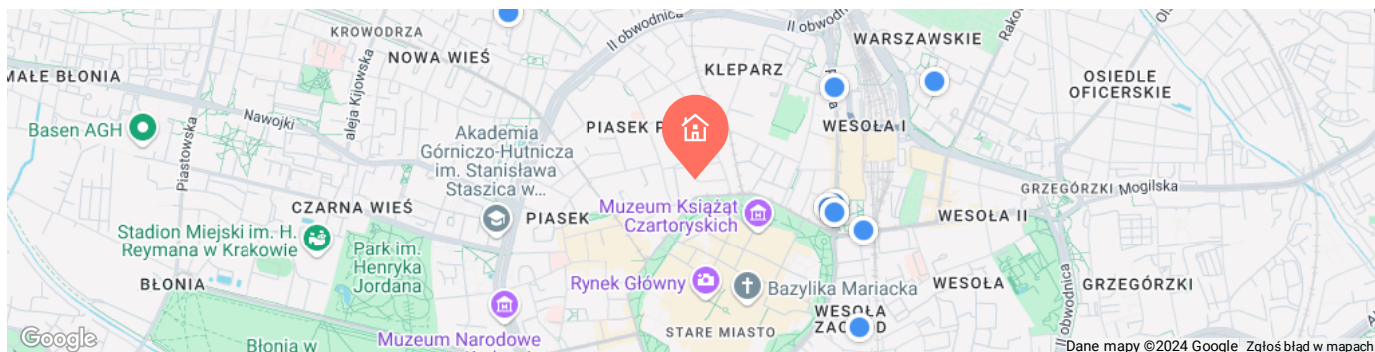 KROWODRZA
NOWA WIEŚ
MAŁE BŁONIA
aleja Kijowska
Nawojki
Basen AGH
Piastowska
II obwodnica
KLEPARZ
WARSZAWSKIE
OSIEDLE
OFICERSKIE
PIASEK P
WESOŁA I
Akademia
Górniczo-Hutnicza
im. Stanisława
Staszica w...
GRZEGÓRZKI
Mogilska
CZARNA WIEŚ
PIASEK
Muzeum Książąt
Czartoryskich
WESOŁA II
Stadion Miejski im. H.
Reymana w Krakowie
Park im.
Henryka
Jordana
BŁONIA
Rynek Główny
Bazylika Mariacka
WESOŁA
GRZEGÓRZKI
Muzeum Narodowe
STARE MIASTO
WESOŁA
II obwodnica
Google
Błonia w
Dane mapy ©2024 Google
Zgłoś błąd w mapach